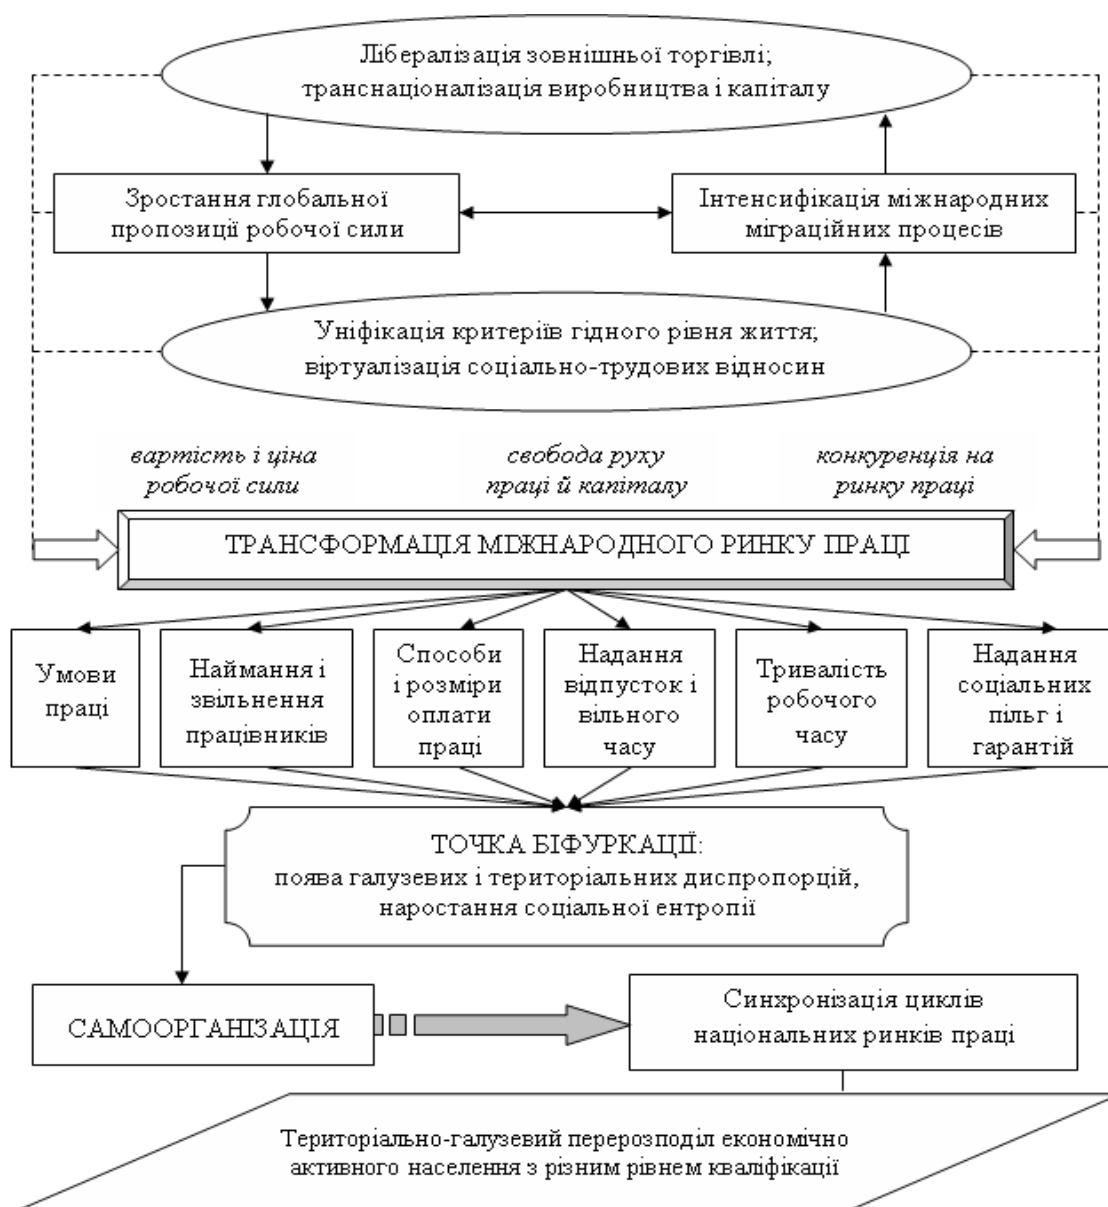 Лібералізація зовнішньої торгівлі;
транснаціоналізація виробництва і капіталу
Зростання глобальної
пропозиції робочої сили
Інтенсифікація міжнародних
міграційних процесів
Уніфікація критеріїв гідного рівня життя;
віртуалізація соціально-трудових відносин
вартість і ціна
робочої сили
свобода руху
праці й капіталу
конкуренція на
ринку праці
ТРАНСФОРМАЦІЯ МІЖНАРОДНОГО РИНКУ ПРАЦІ
Умови
праці
Наймання і
звільнення
працівників
Способи
і розміри
оплати
праці
Надання
відпусток і
вільного
часу
Тривалість
робочого
часу
Надання
соціальних
пільг і
гарантій
ТОЧКА БІФУРКАЦІЇ:
поява галузевих і територіальних диспропорцій,
наростання соціальної ентропії
САМООРГАНІЗАЦІЯ
Синхронізація циклів
національних ринків праці
Територіально-галузевий перерозподіл економічно
активного населення з різним рівнем кваліфікації